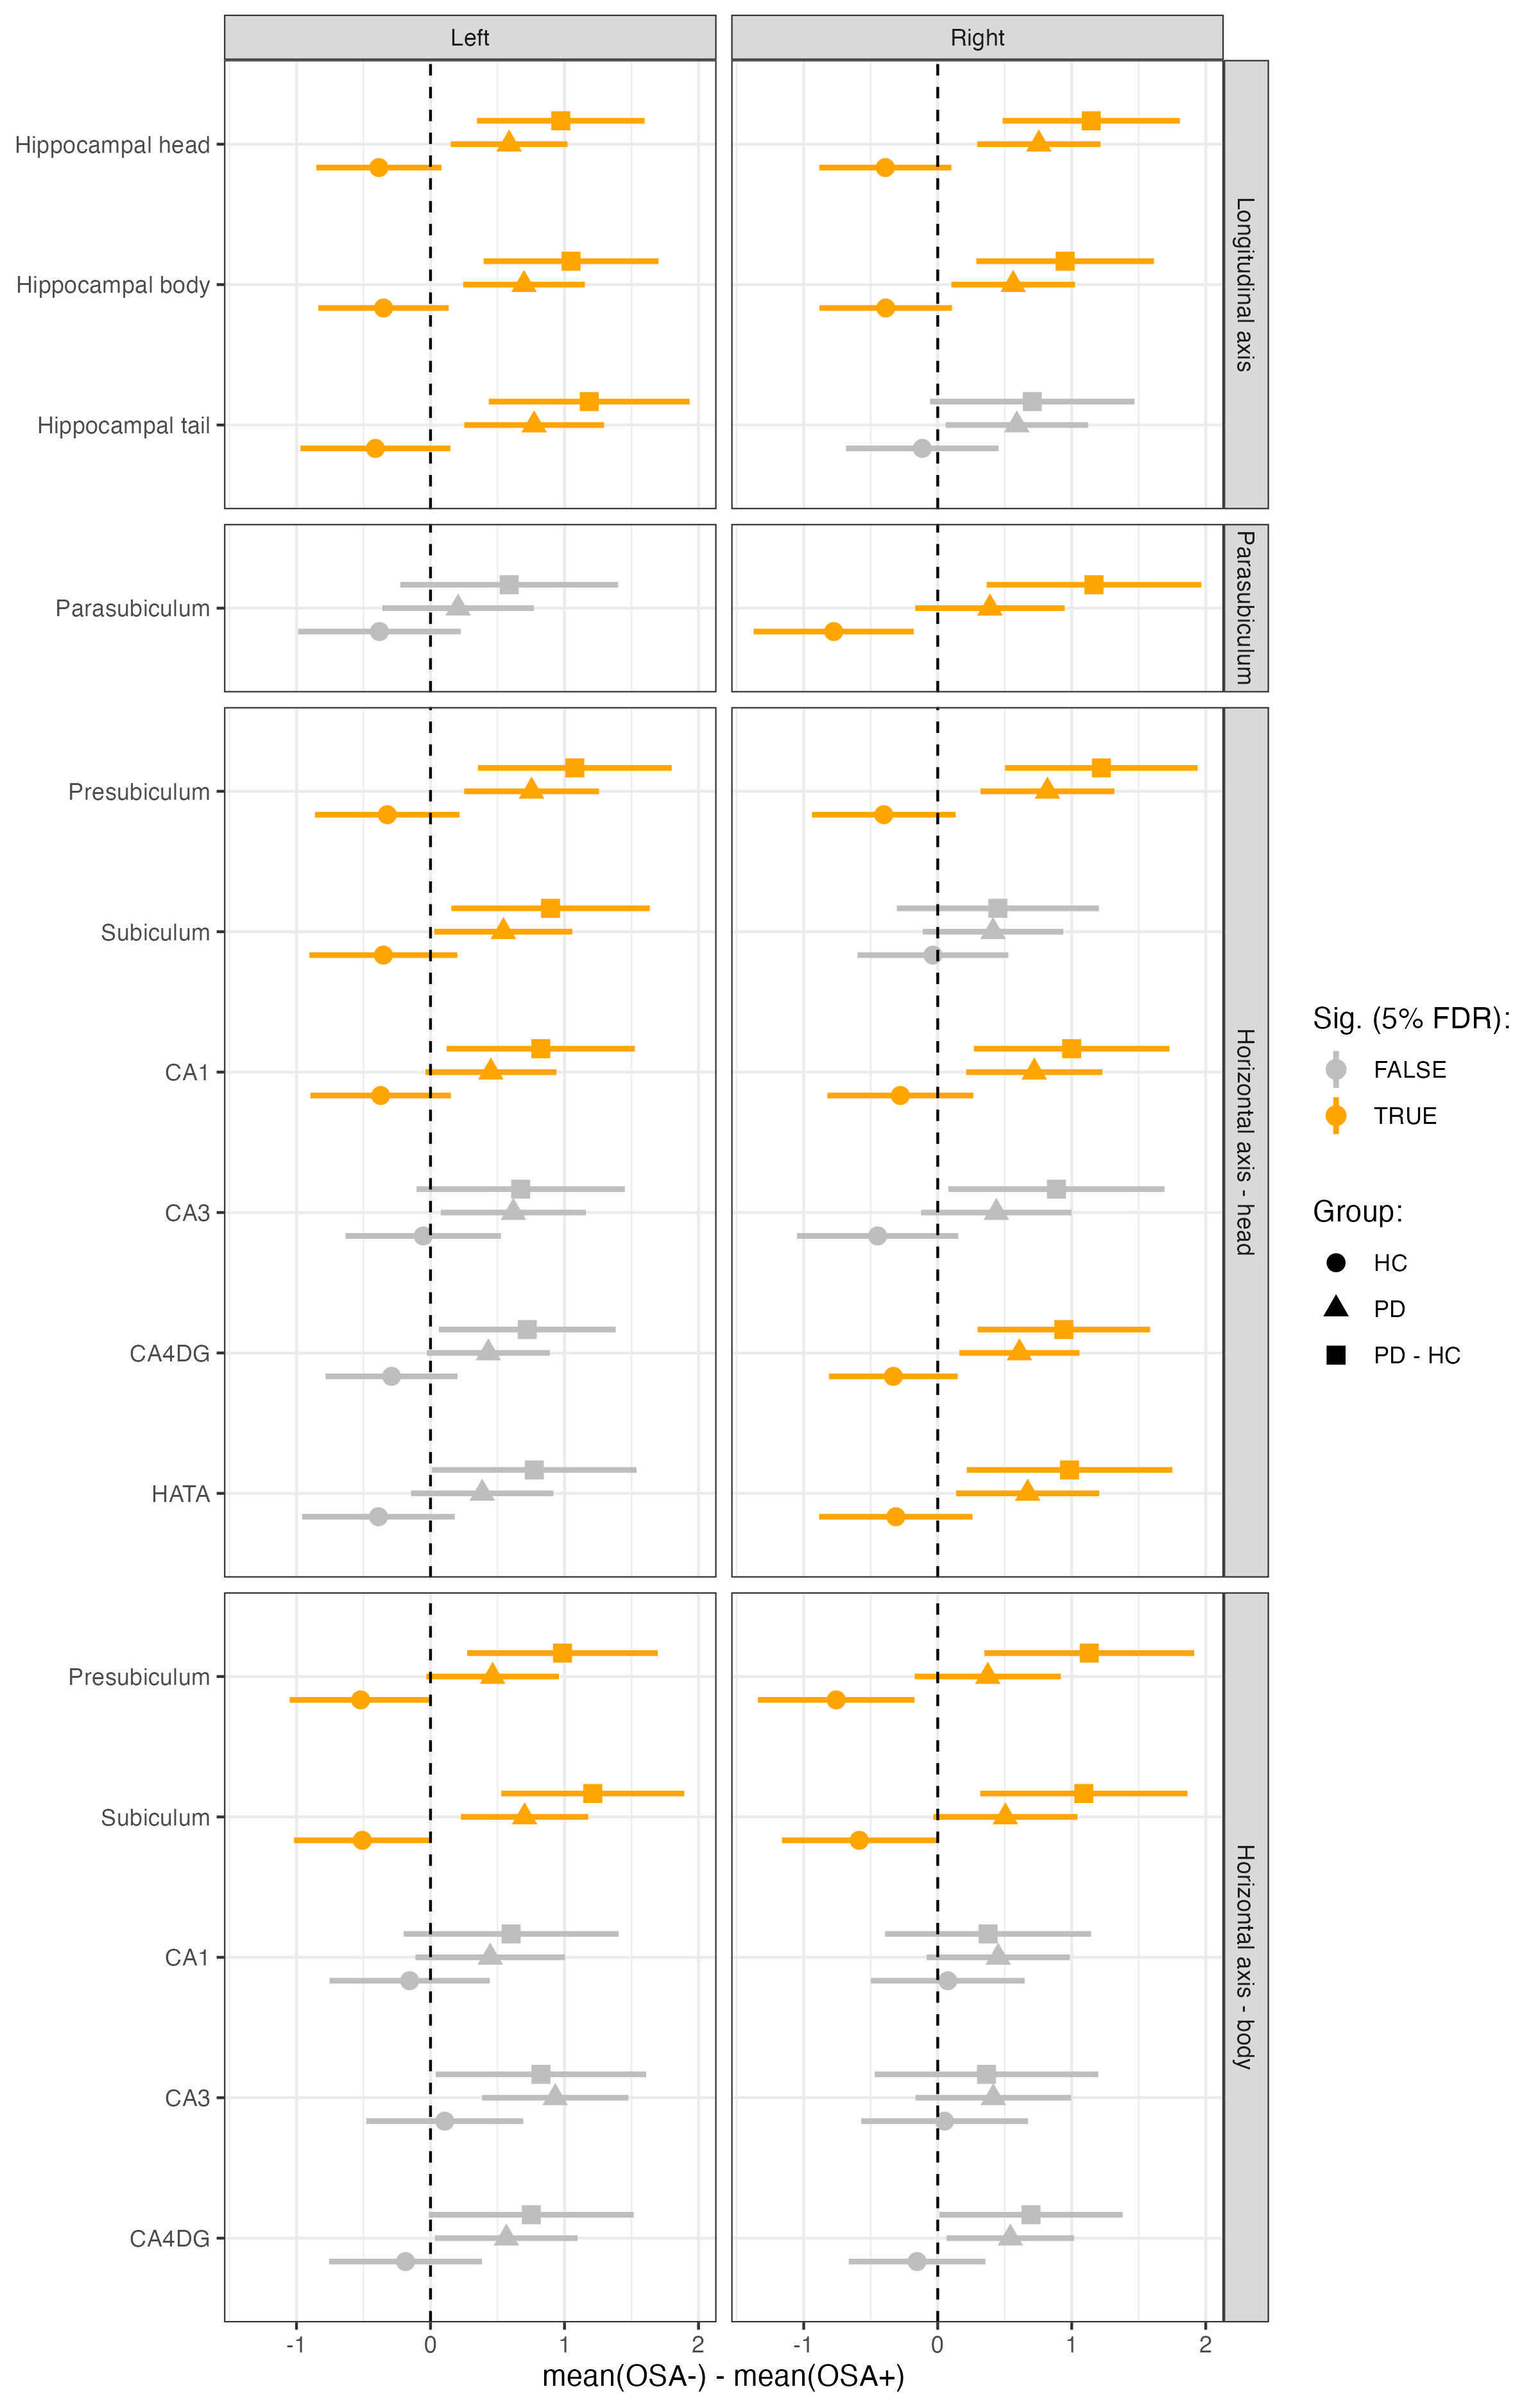 Left
Right
Hippocampal head
Hippocampal body
Hippocampal tail
Longitudinal axis
Parasubiculum
Parasubiculum
Presubiculum
Subiculum
CA1
CA3
CA4DG
HATA
Horizontal axis - head
Presubiculum
Subiculum
CA1
CA3
CA4DG
Horizontal axis - body
-1 0 1 2
-1 0 1 2
mean(OSA-) - mean(OSA+)
Sig. (5% FDR):
FALSE
TRUE
Group:
HC
PD
PD - HC